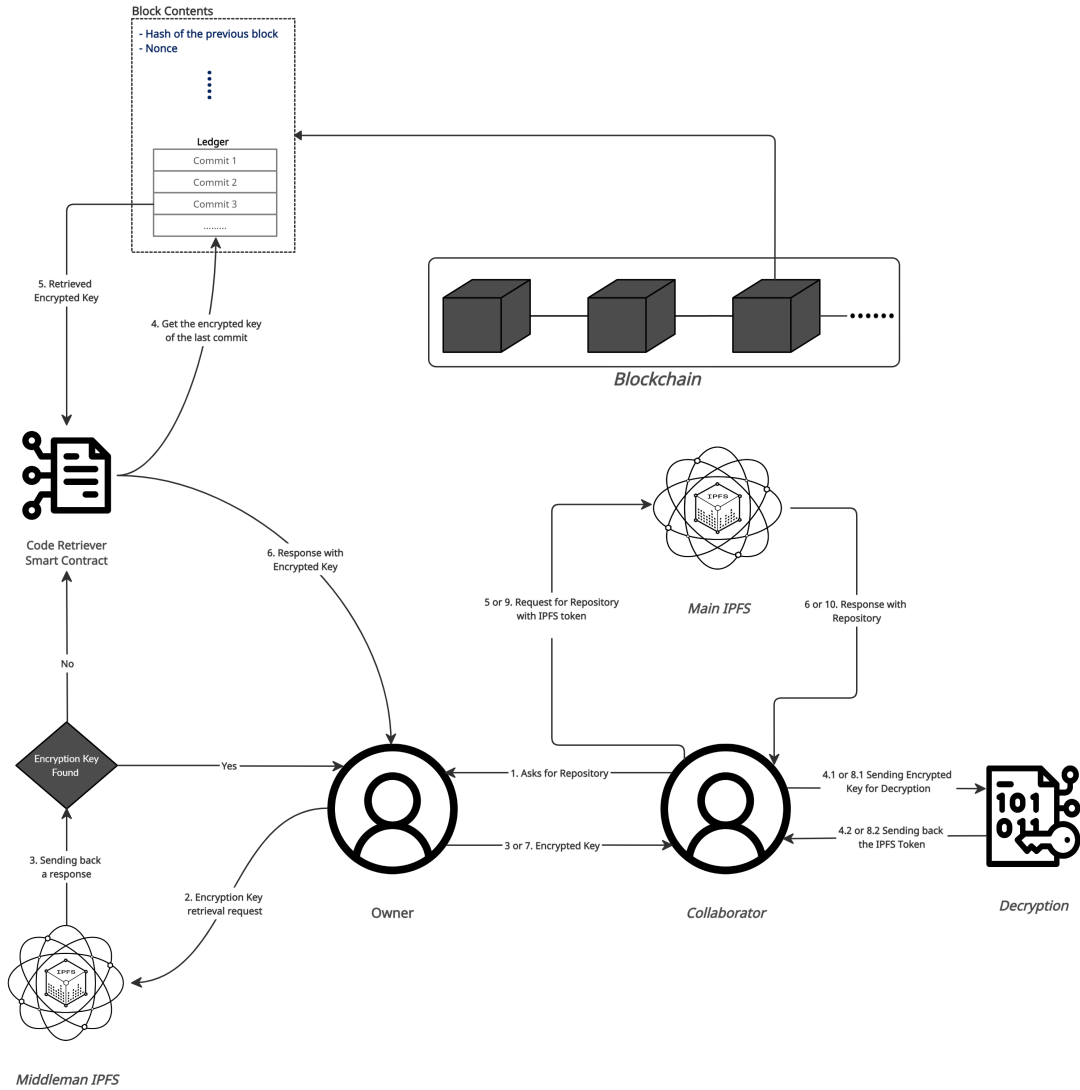 Block Contents
- Hash of the previous block
- Nonce
Ledger
Commit 1
Commit 2
Commit 3
.........
5. Retrieved
Encrypted Key
4. Get the encrypted key
of the last commit
Blockchain
Code Retriever
Smart Contract
6. Response with
Encrypted Key
IPFS
Main IPFS
5 or 9. Request for Repository
with IPFS token
6 or 10. Response with
Repository
No
Encryption Key
Found
Yes
1. Asks for Repository
3 or 7. Encrypted Key
4.1 or 8.1 Sending Encrypted
Key for Decryption
4.2 or 8.2 Sending back
the IPFS Token
101
011
3. Sending back
a response
2. Encryption Key
retrieval request
Owner
Collaborator
Decryption
IPFS
Middleman IPFS